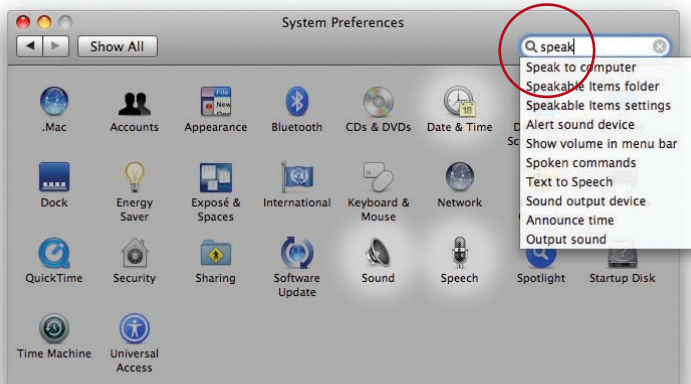 System Preferences
Show All
speak
Speak to computer
Speakable Items folder
Speakable Items settings
Alert sound device
Show volume in menu bar
Spoken commands
Text to Speech
Sound output device
Announce time
Output sound
.Mac
Accounts
File
New
Appearance
Bluetooth
CDs & DVDs
18
Date & Time
Dock
Energy
Saver
Exposé &
Spaces
International
Keyboard &
Mouse
Network
QuickTime
Security
Sharing
Software
Update
Sound
Speech
Spotlight
Startup Disk
Time Machine
Universal
Access